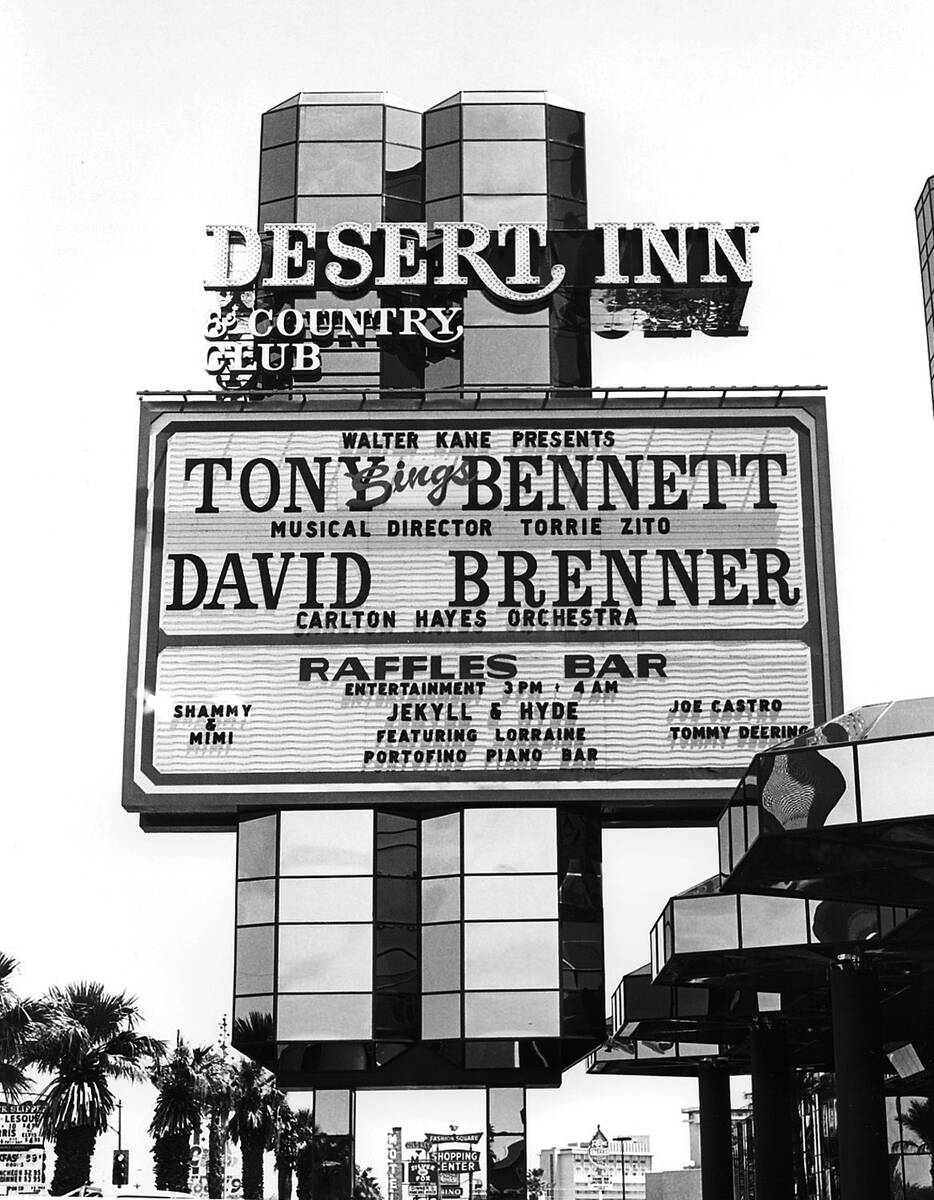 DESERT INN
& COUNTRY
CLUB
WALTER KANE PRESENTS
TONY Sings BENNETT
MUSICAL DIRECTOR TORRIE ZITO
DAVID BRENNER
CARLTON HAYES ORCHESTRA
RAFFLES BAR
ENTERTAINMENT 3PM - 4AM
SHAMMY
&
MIMI
JEKYLL & HYDE
FEATURING LORRAINE
PORTOFINO PIANO BAR
JOE CASTRO
TOMMY DEERING
FASHION SQUARE
SHOPPING
CENTER
SILVER
FOX